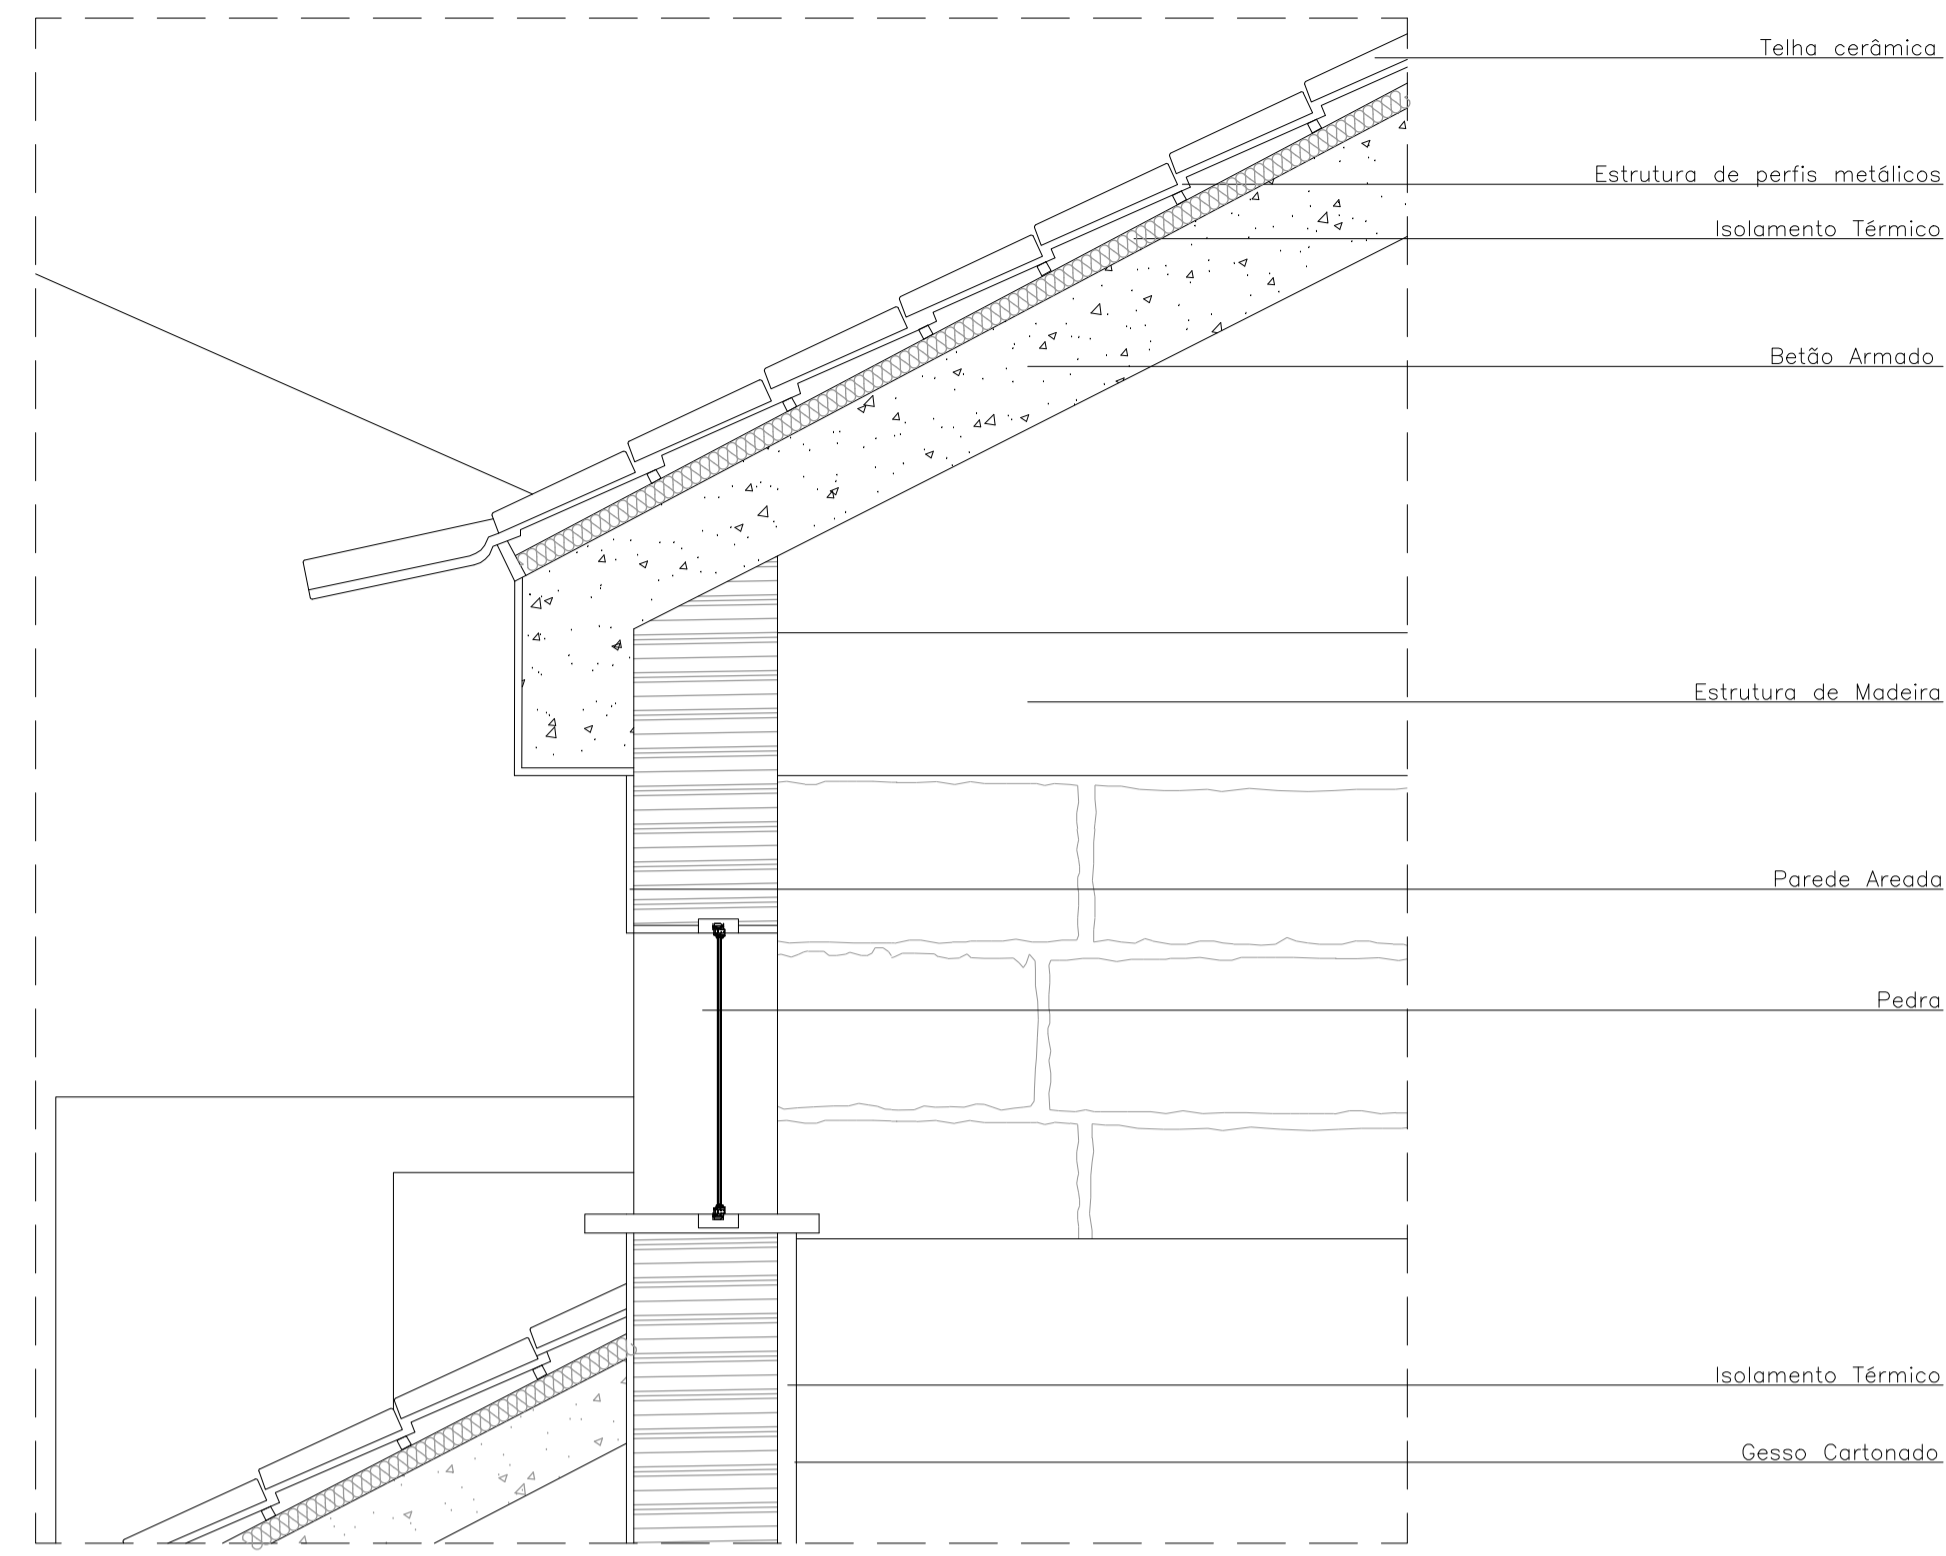 Telha cerâmica
Estrutura de perfis metálicos
Isolamento Térmico
Betão Armado
Estrutura de Madeira
Parede Areada
Pedra
Isolamento Térmico
Gesso Cartonado